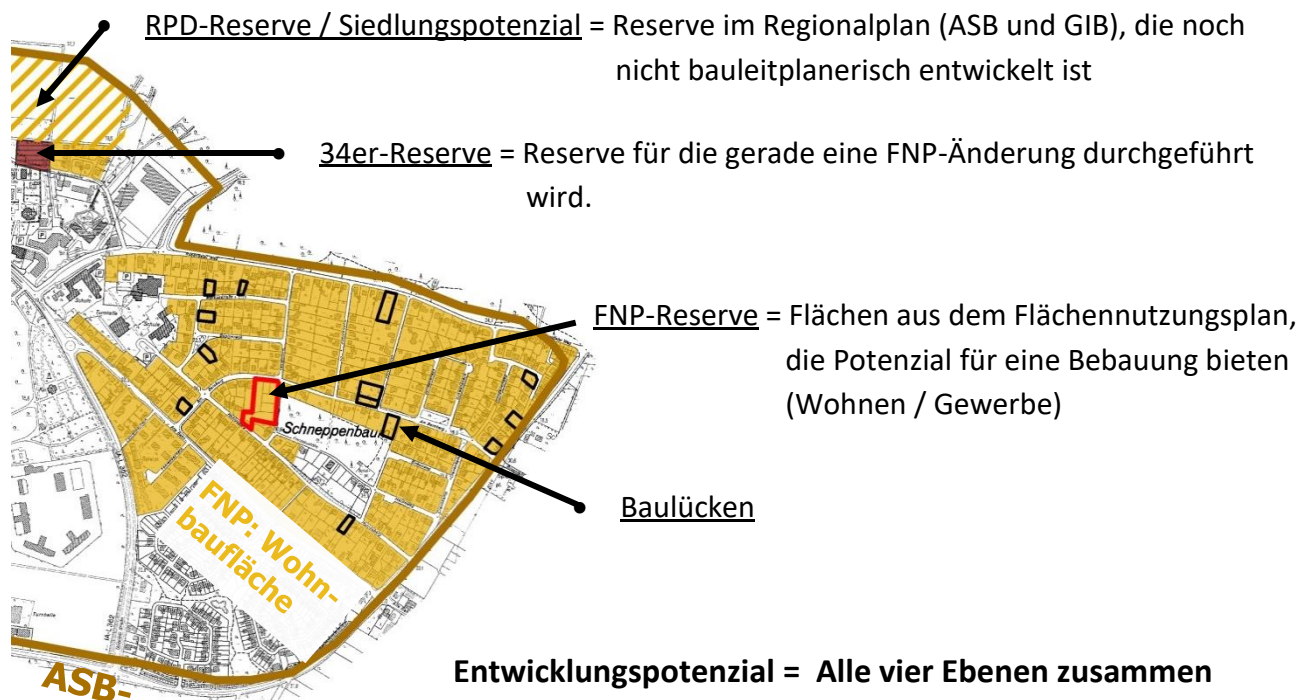 RPD-Reserve / Siedlungspotenzial = Reserve im Regionalplan (ASB und GIB), die noch
nicht bauleitplanerisch entwickelt ist
34er-Reserve = Reserve für die gerade eine FNP-Änderung durchgeführt
wird.
FNP-Reserve = Flächen aus dem Flächennutzungsplan,
die Potenzial für eine Bebauung bieten
(Wohnen / Gewerbe)
Schneppenbau
Baulücken
FNP: Wohn-
baufläche
Entwicklungspotenzial = Alle vier Ebenen zusammen
ASB-